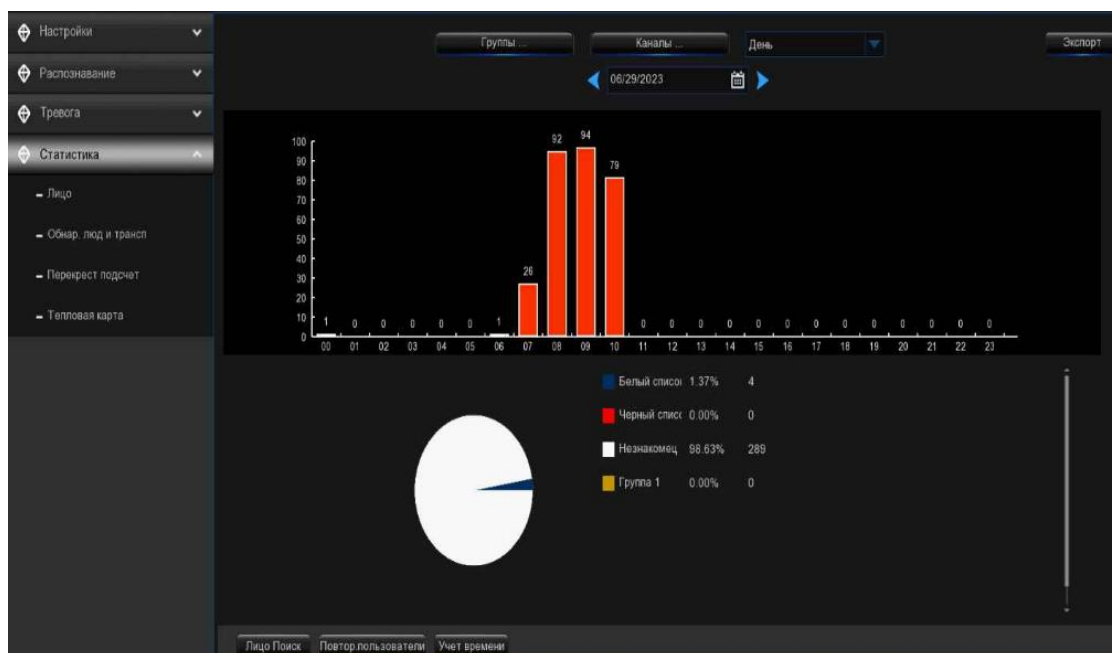 Настройки
Распознавание
Тревога
Статистика
Лицо
Обнар. люд и трансп
Перекрест подсчет
Тепловая карта
Группы ...
Каналы ...
День
Экспорт
06/29/2023
100
90
80
70
60
50
40
30
20
10
0
1 0 0 0 0 0 1 26 92 94 79 0 0 0 0 0 0 0 0 0 0 0 0 0
00 01 02 03 04 05 06 07 08 09 10 11 12 13 14 15 16 17 18 19 20 21 22 23
Белый список 1.37% 4
Черный списс 0.00% 0
Незнакомец 98.63% 289
Группа 1 0.00% 0
Лицо Поиск
Повтор.пользователи
Учет времени